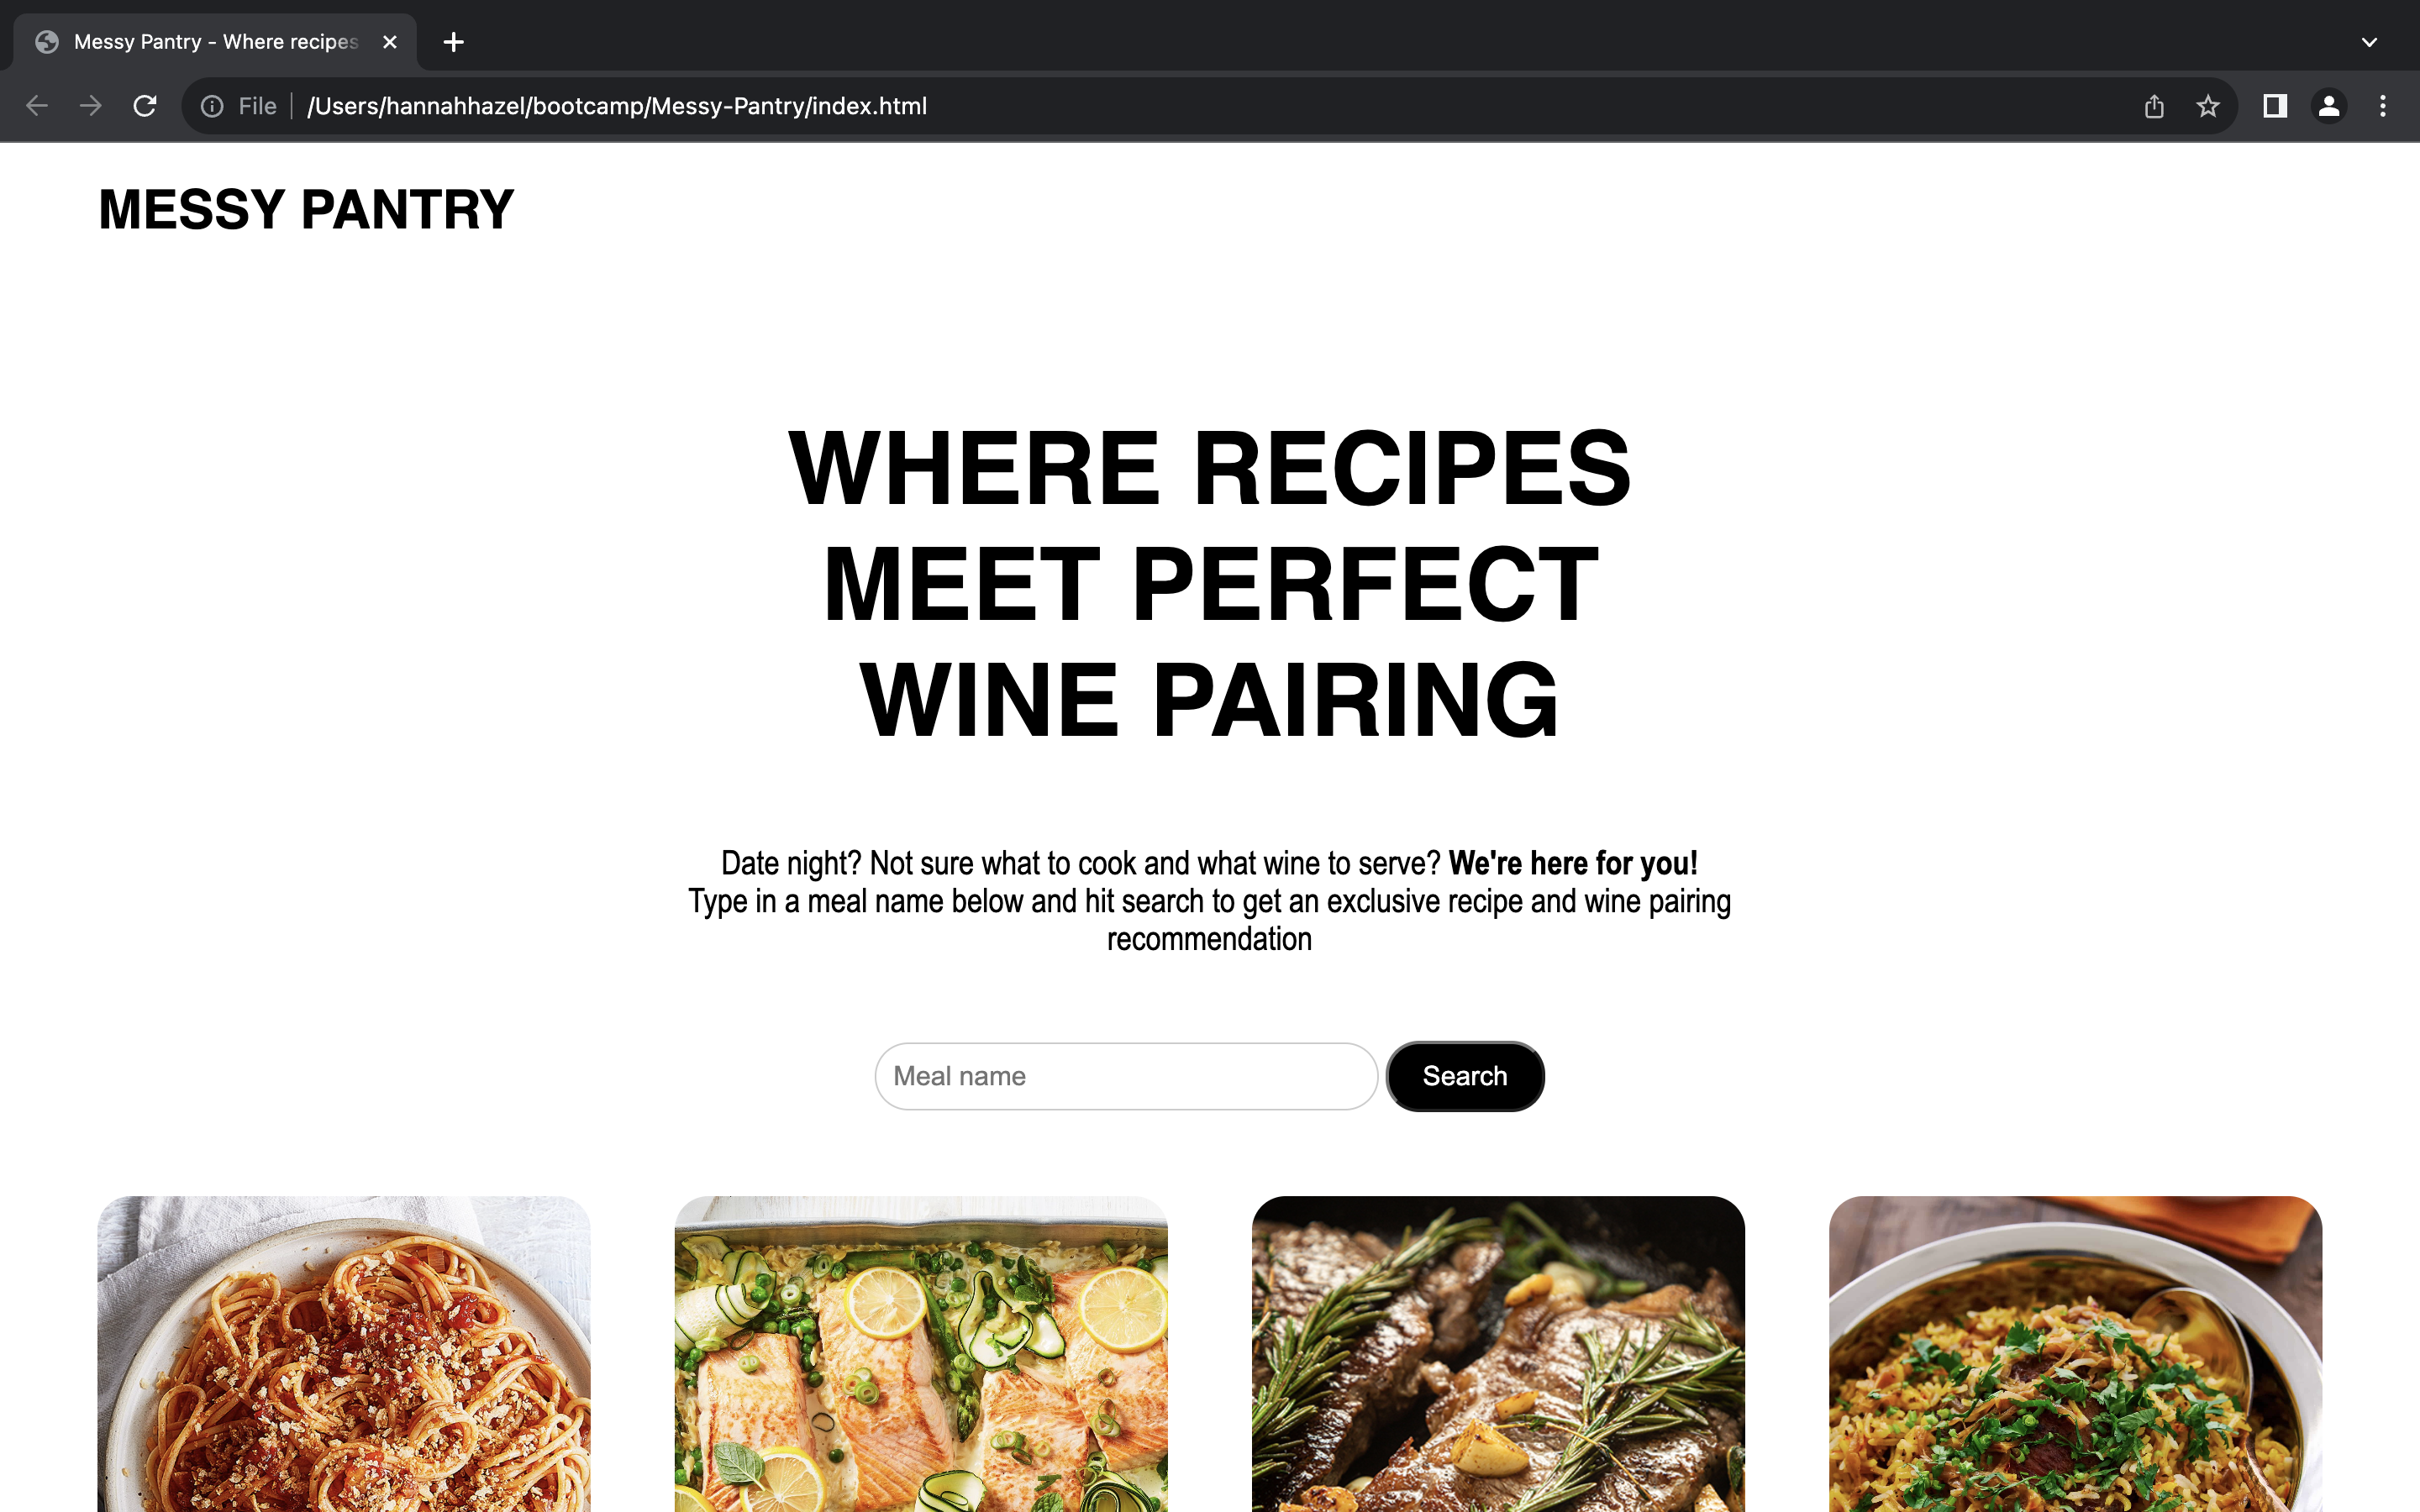 Messy Pantry - Where recipes
File
/Users/hannahhazel/bootcamp/Messy-Pantry/index.html
MESSY PANTRY
WHERE RECIPES
MEET PERFECT
WINE PAIRING
Date night? Not sure what to cook and what wine to serve? We're here for you!
Type in a meal name below and hit search to get an exclusive recipe and wine pairing
recommendation
Meal name
Search